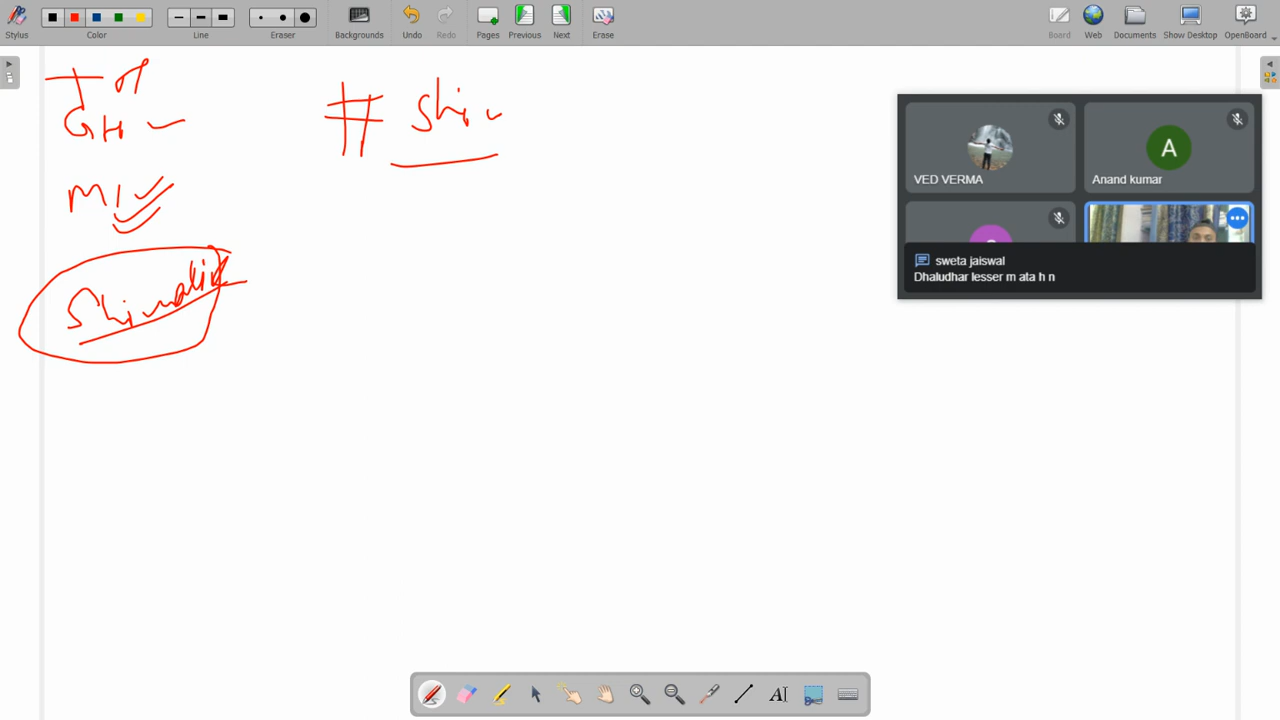 Stylus
Color
Line
Eraser
Backgrounds
Undo
Redo
Pages
Previous
Next
Erase
Board
Web
Documents
Show Desktop
OpenBoard
GH
# Shi
MI
Shivalik
VED VERMA
A
Anand kumar
sweta jaiswal
Dhaludhar lesser m ata h n